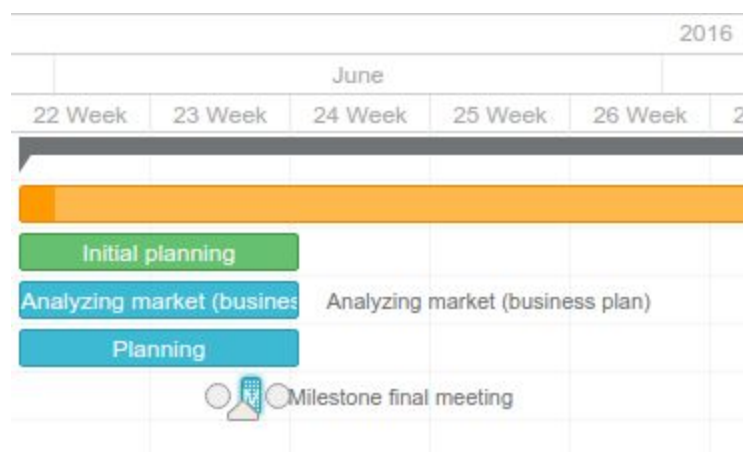 2016
June
22 Week 23 Week 24 Week 25 Week 26 Week 2
Initial planning
Analyzing market (busines Analyzing market (business plan)
Planning
Milestone final meeting